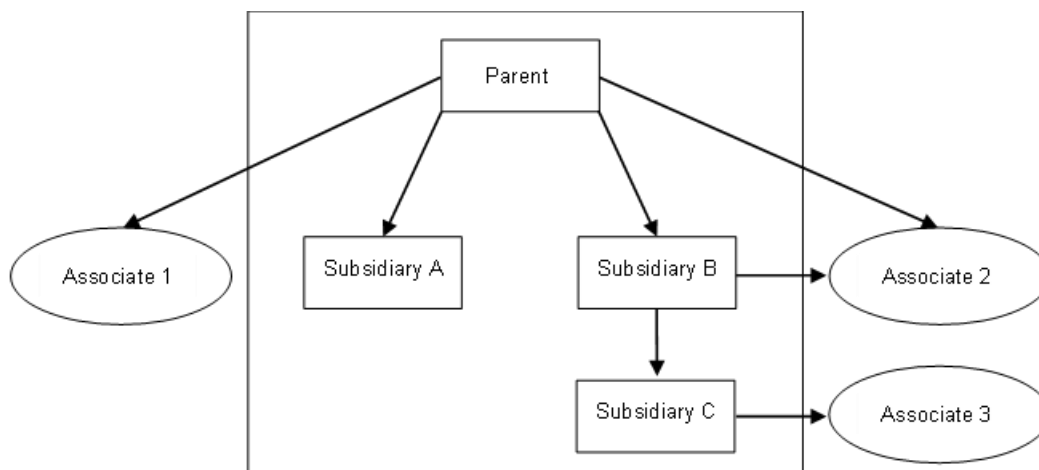 Parent
Associate 1
Subsidiary A
Subsidiary B
Associate 2
Subsidiary C
Associate 3